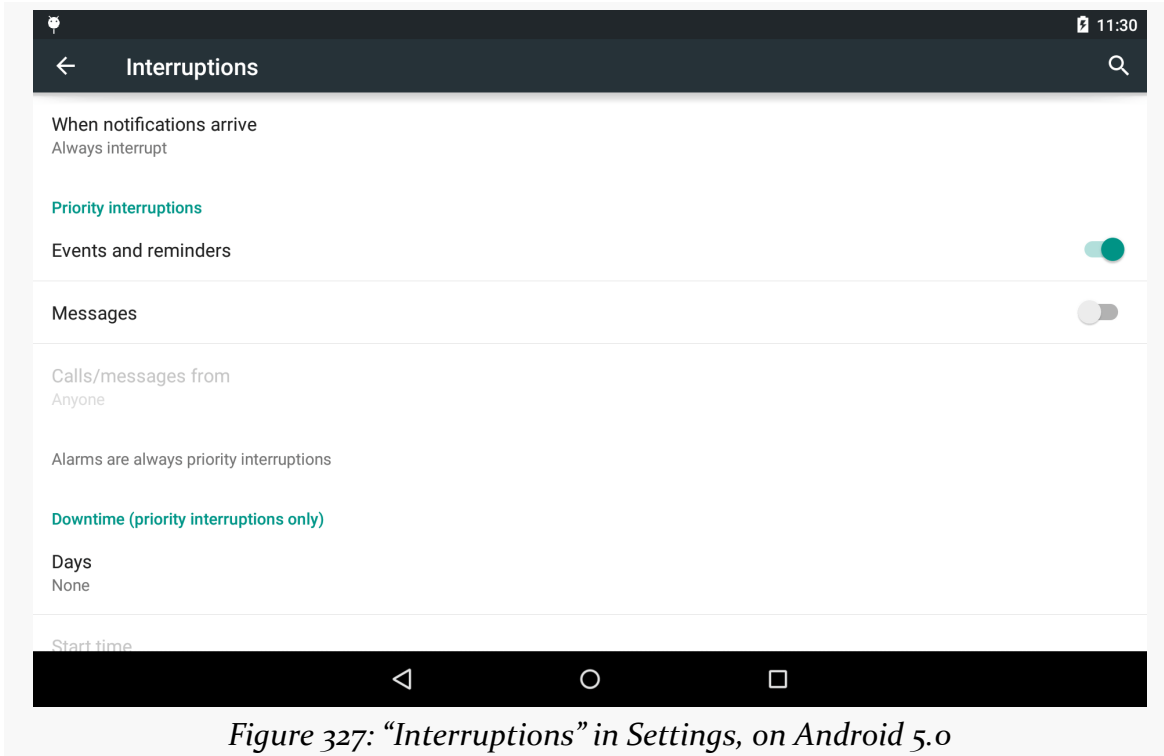 11:30
Interruptions
When notifications arrive
Always interrupt
Priority interruptions
Events and reminders
Messages
Calls/messages from
Anyone
Alarms are always priority interruptions
Downtime (priority interruptions only)
Days
None
Start time
Figure 327: “Interruptions” in Settings, on Android 5.0